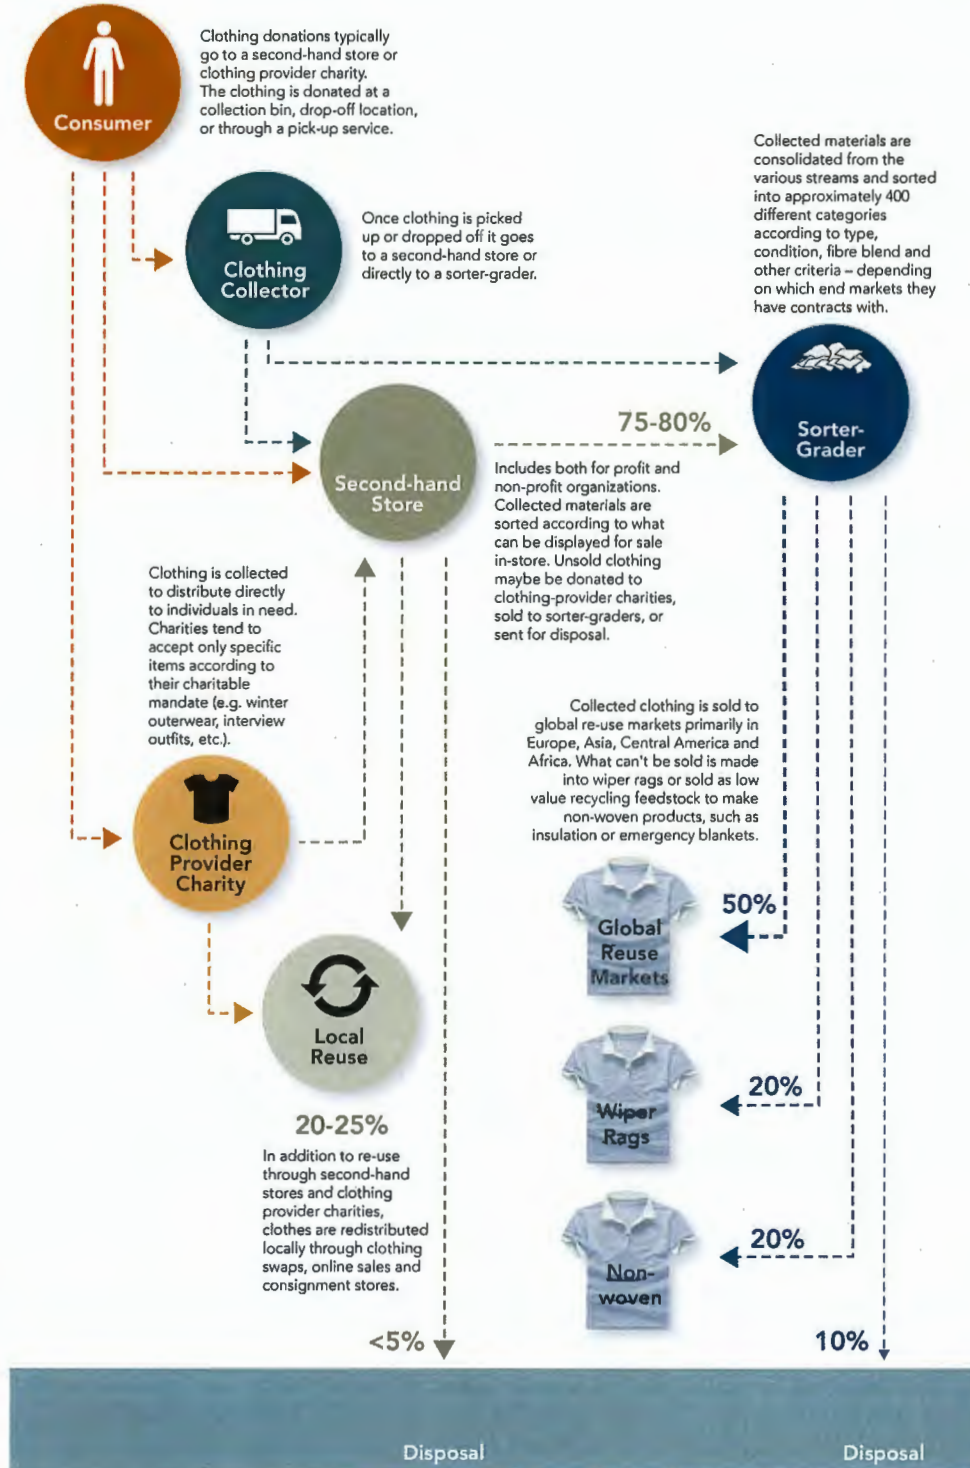 Consumer
Clothing donations typically
go to a second-hand store or
clothing provider charity.
The clothing is donated at a
collection bin, drop-off location,
or through a pick-up service.
Clothing
Collector
Once clothing is picked
up or dropped off it goes
to a second-hand store or
directly to a sorter-grader.
Collected materials are
consolidated from the
various streams and sorted
into approximately 400
different categories
according to type,
condition, fibre blend and
other criteria – depending
on which end markets they
have contracts with.
Sorter-
Grader
75-80%
Second-hand
Store
Includes both for profit and
non-profit organizations.
Collected materials are
sorted according to what
can be displayed for sale
in-store. Unsold clothing
maybe be donated to
clothing-provider charities,
sold to sorter-graders, or
sent for disposal.
Clothing is collected
to distribute directly
to individuals in need.
Charities tend to
accept only specific
items according to
their charitable
mandate (e.g. winter
outerwear, interview
outfits, etc.).
Clothing
Provider
Charity
Collected clothing is sold to
global re-use markets primarily in
Europe, Asia, Central America and
Africa. What can't be sold is made
into wiper rags or sold as low
value recycling feedstock to make
non-woven products, such as
insulation or emergency blankets.
Global
Reuse
Markets
50%
Local
Reuse
20-25%
In addition to re-use
through second-hand
stores and clothing
provider charities,
clothes are redistributed
locally through clothing
swaps, online sales and
consignment stores.
Wiper
Rags
20%
Non-
woven
20%
<5%
10%
Disposal
Disposal